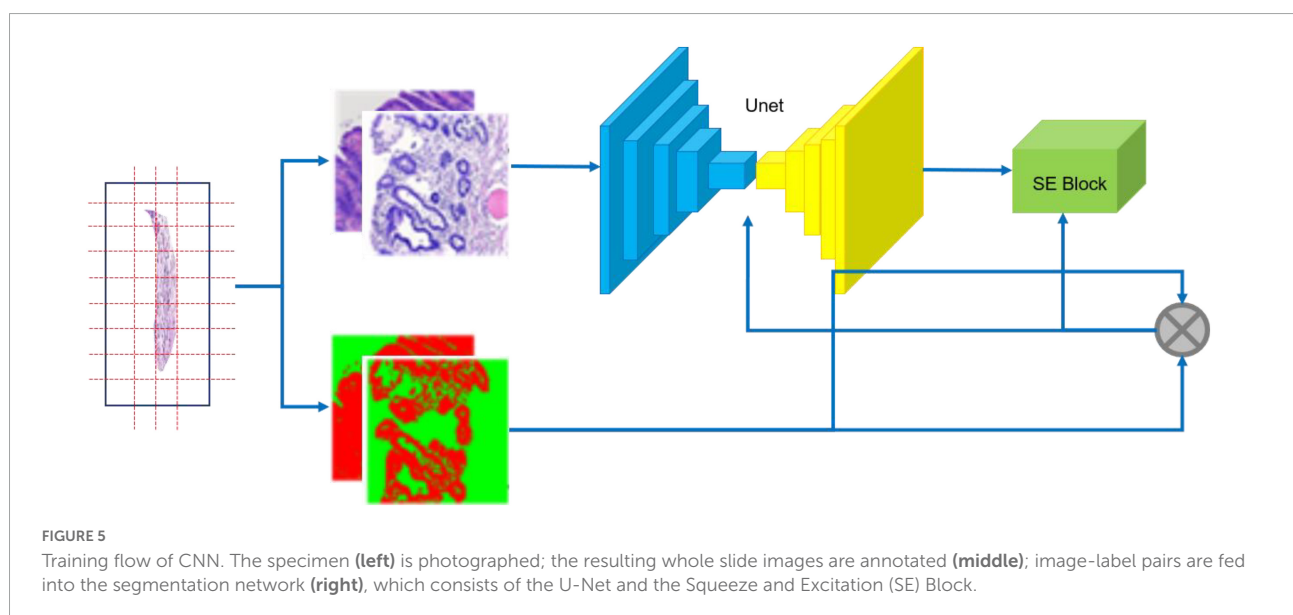 Unet
SE Block
FIGURE 5
Training flow of CNN. The specimen (left) is photographed; the resulting whole slide images are annotated (middle); image-label pairs are fed
into the segmentation network (right), which consists of the U-Net and the Squeeze and Excitation (SE) Block.